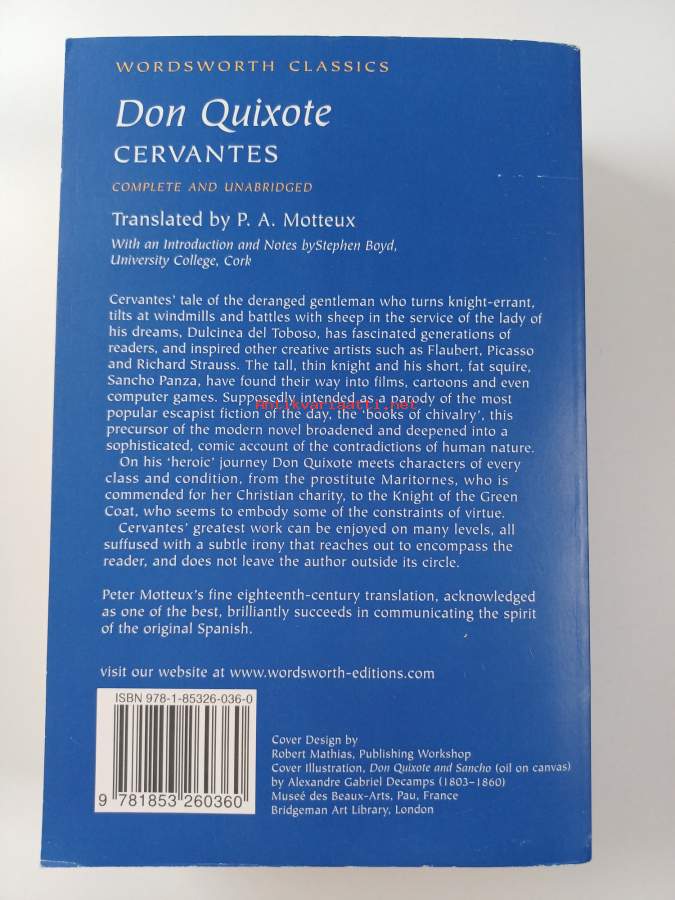 WORDSWORTH CLASSICS
Don Quixote
CERVANTES
COMPLETE AND UNABRIDGED
Translated by P. A. Motteux
With an Introduction and Notes byStephen Boyd,
University College, Cork
Cervantes' tale of the deranged gentleman who turns knight-errant,
tilts at windmills and battles with sheep in the service of the lady of
his dreams, Dulcinea del Toboso, has fascinated generations of
readers, and inspired other creative artists such as Flaubert, Picasso
and Richard Strauss. The tall, thin knight and his short, fat squire,
Sancho Panza, have found their way into films, cartoons and even
computer games. Supposedly intended as a parody of the most
popular escapist fiction of the day, the 'books of chivalry', this
precursor of the modern novel broadened and deepened into a
sophisticated, comic account of the contradictions of human nature.
On his 'heroic' journey Don Quixote meets characters of every
class and condition, from the prostitute Maritornes, who is
commended for her Christian charity, to the Knight of the Green
Coat, who seems to embody some of the constraints of virtue.
Cervantes' greatest work can be enjoyed on many levels, all
suffused with a subtle irony that reaches out to encompass the
reader, and does not leave the author outside its circle.
Peter Motteux's fine eighteenth-century translation, acknowledged
as one of the best, brilliantly succeeds in communicating the spirit
of the original Spanish.
visit our website at www.wordsworth-editions.com
ISBN 978-1-85326-036-0
9 781853 260360
Cover Design by
Robert Mathias, Publishing Workshop
Cover Illustration, Don Quixote and Sancho (oil on canvas)
by Alexandre Gabriel Decamps (1803–1860)
Museé des Beaux-Arts, Pau, France
Bridgeman Art Library, London
Antikvariaatti.net